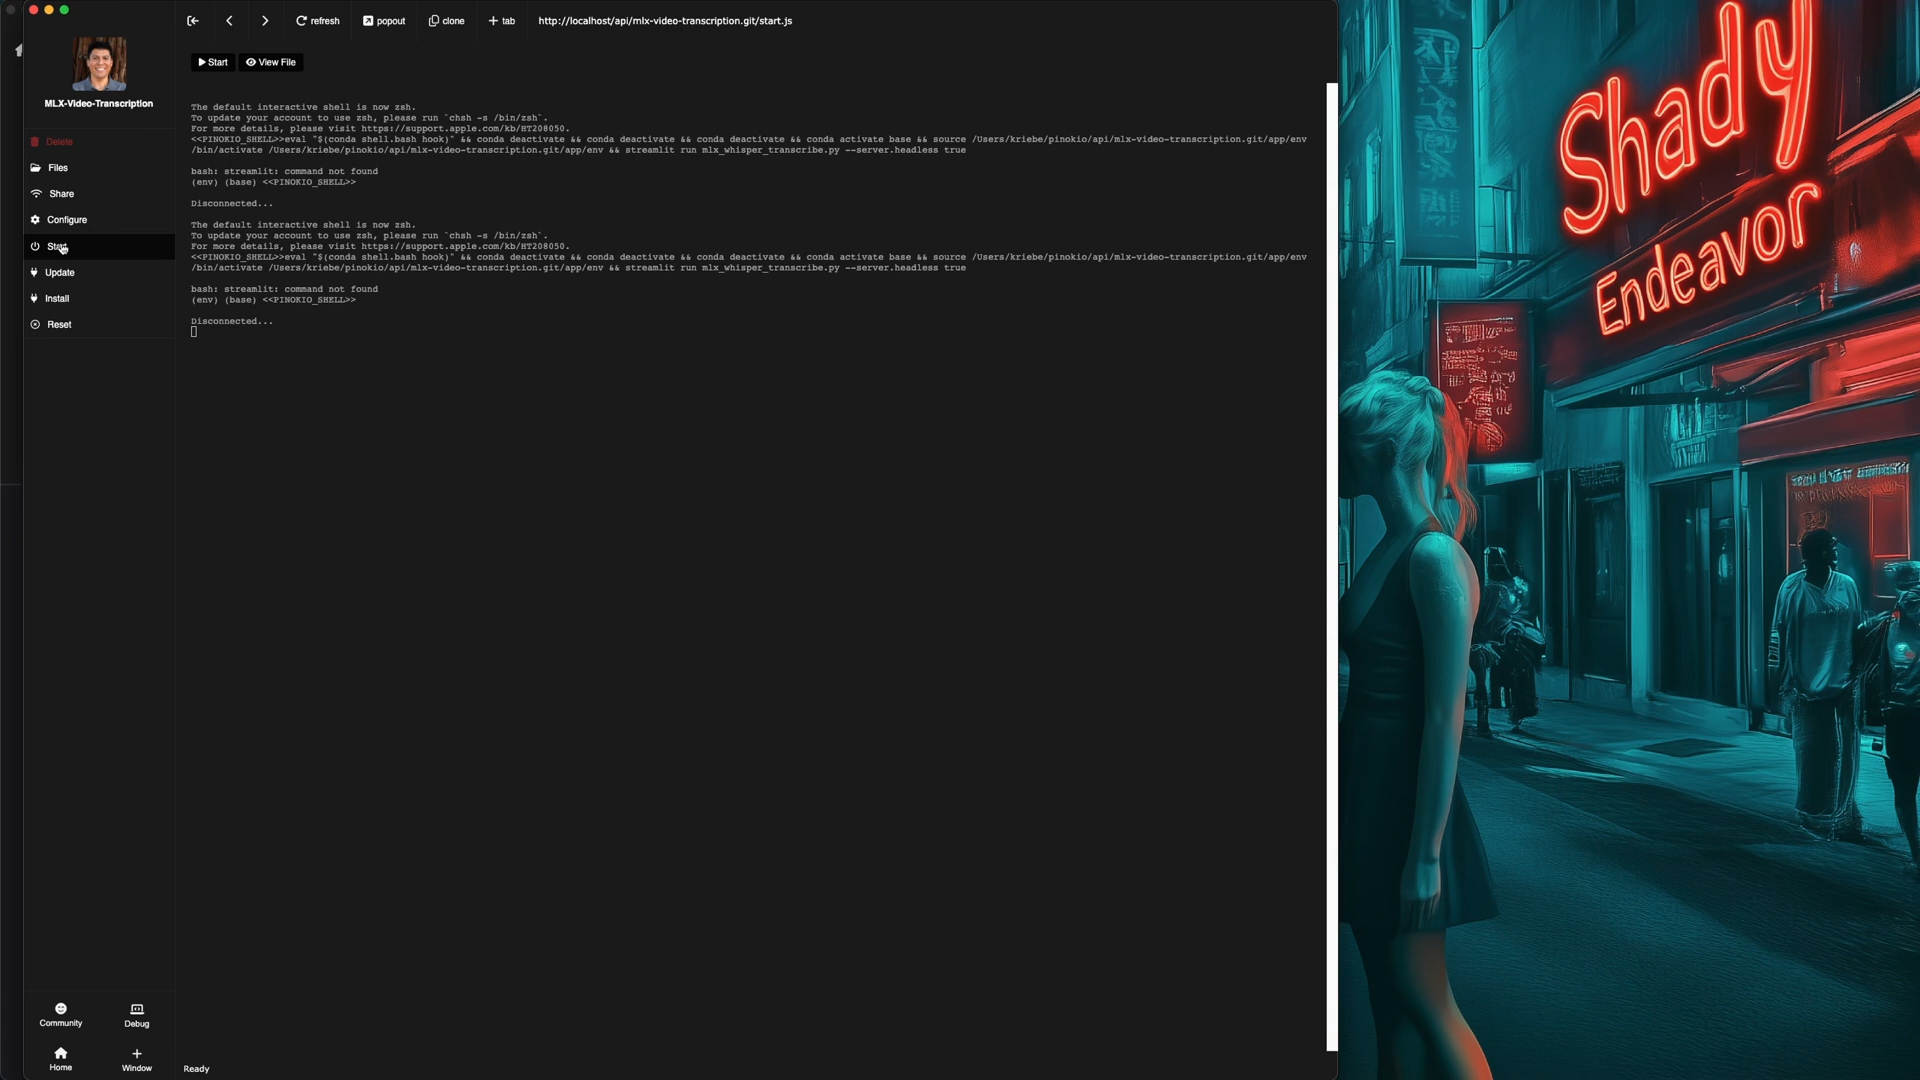 refresh
popout
clone
tab
http://localhost/api/mlx-video-transcription.git/start.js
MLX-Video-Transcription
Delete
Files
Share
Configure
Start
Update
Install
Reset
Community
Debug
Home
Window
Start
View File
The default interactive shell is now zsh.
To update your account to use zsh, please run `chsh -s /bin/zsh`.
For more details, please visit https://support.apple.com/kb/HT208050.
<<PINOKIO_SHELL>>eval "$(conda shell.bash hook)" && conda deactivate && conda deactivate && conda deactivate && conda activate base && source /Users/kriebe/pinokio/api/mlx-video-transcription.git/app/env
/bin/activate /Users/kriebe/pinokio/api/mlx-video-transcription.git/app/env && streamlit run mlx_whisper_transcribe.py --server.headless true
bash: streamlit: command not found
(env) (base) <<PINOKIO_SHELL>>
Disconnected...
The default interactive shell is now zsh.
To update your account to use zsh, please run `chsh -s /bin/zsh`.
For more details, please visit https://support.apple.com/kb/HT208050.
<<PINOKIO_SHELL>>eval "$(conda shell.bash hook)" && conda deactivate && conda deactivate && conda deactivate && conda activate base && source /Users/kriebe/pinokio/api/mlx-video-transcription.git/app/env
/bin/activate /Users/kriebe/pinokio/api/mlx-video-transcription.git/app/env && streamlit run mlx_whisper_transcribe.py --server.headless true
bash: streamlit: command not found
(env) (base) <<PINOKIO_SHELL>>
Disconnected...
Ready
Shady
Endeavor